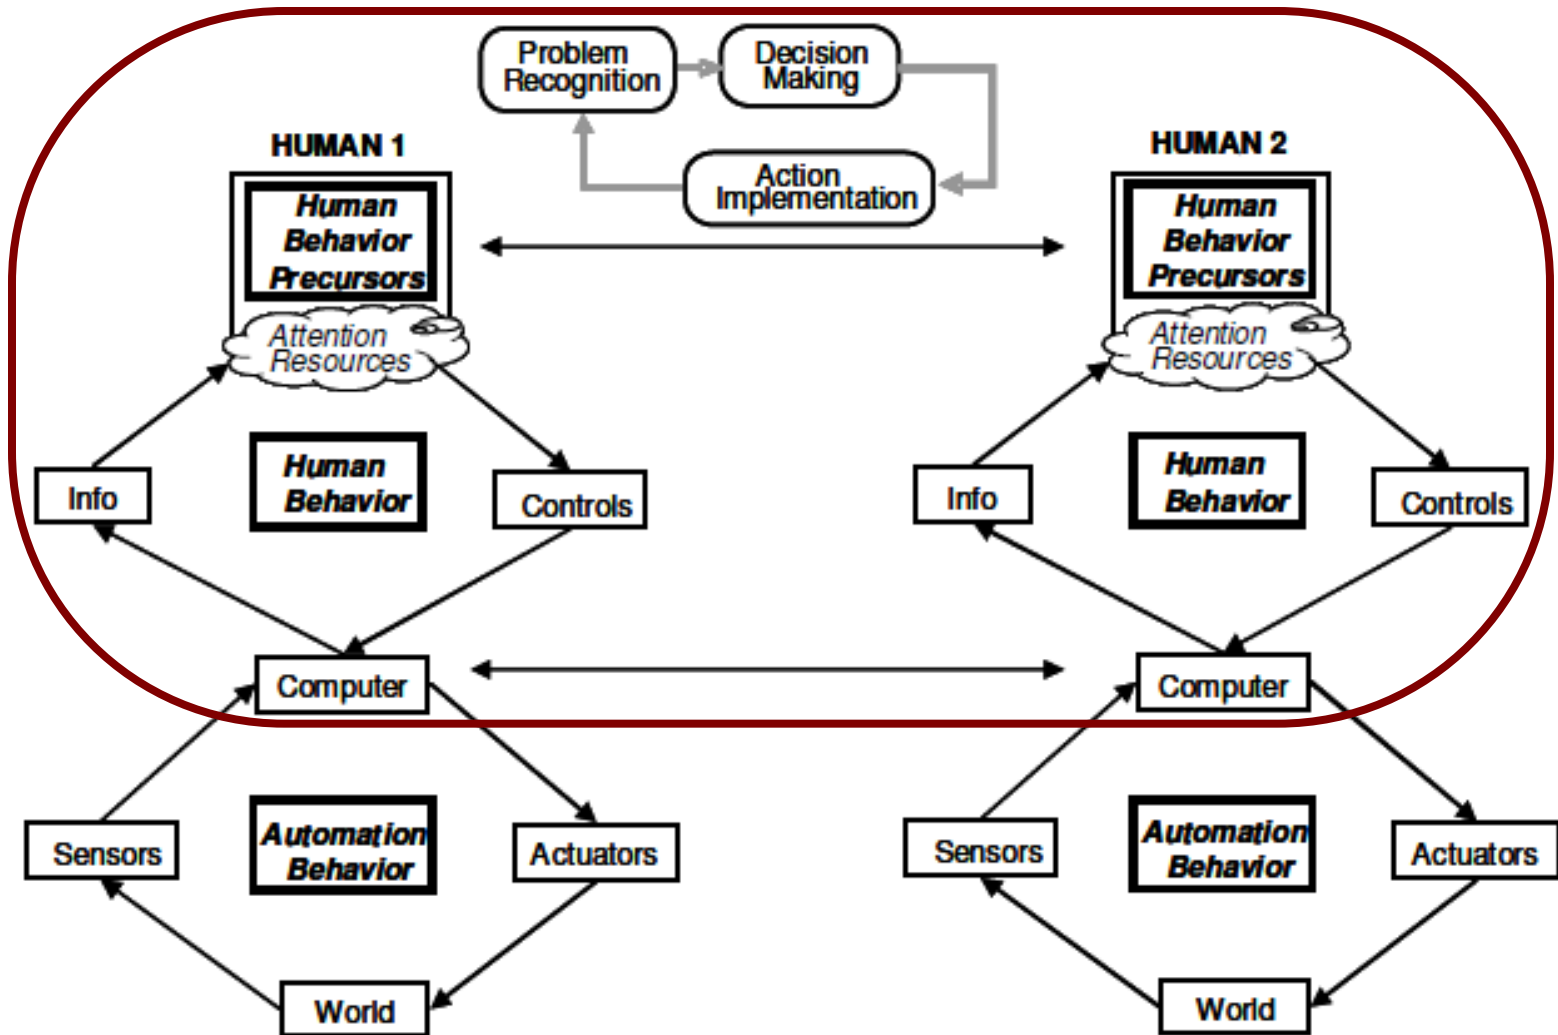 Problem
Recognition
Decision
Making
Action
Implementation
HUMAN 1
Human
Behavior
Precursors
Attention
Resources
Info
Human
Behavior
Controls
Computer
Sensors
Automation
Behavior
Actuators
World
HUMAN 2
Human
Behavior
Precursors
Attention
Resources
Info
Human
Behavior
Controls
Computer
Sensors
Automation
Behavior
Actuators
World